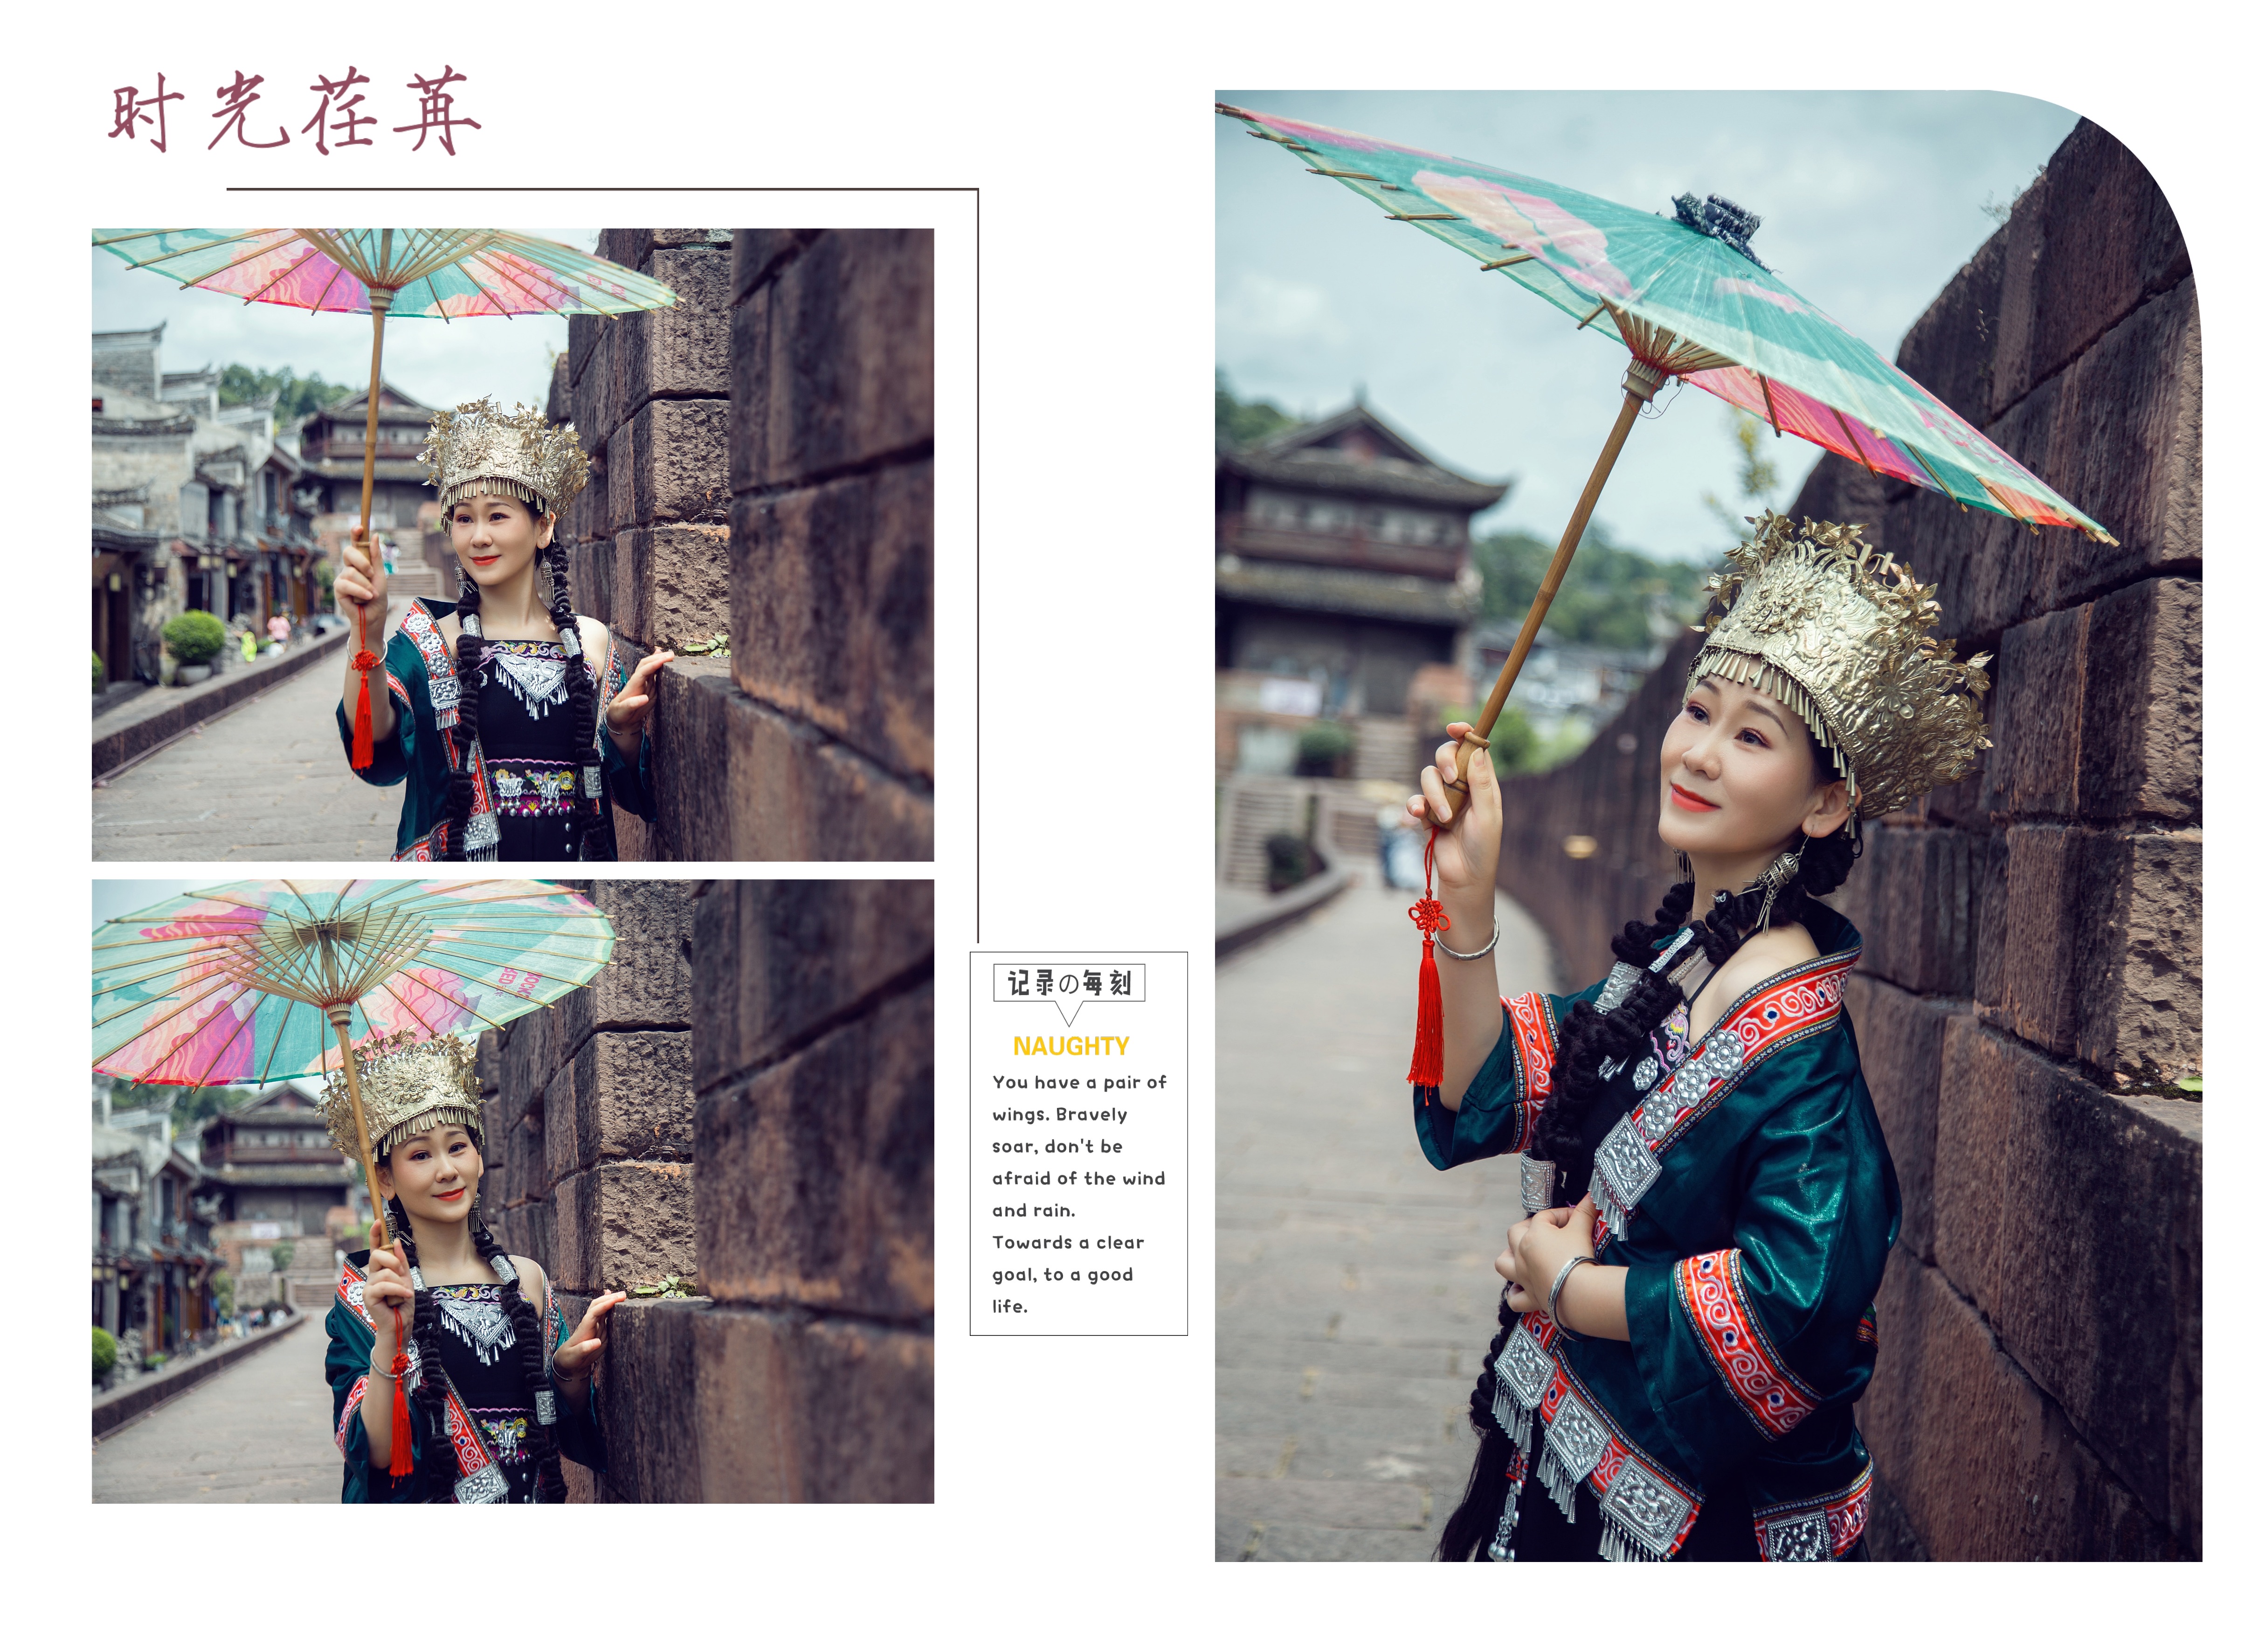 时光荏苒
记录の每刻
NAUGHTY
You have a pair of
wings. Bravely
soar, don't be
afraid of the wind
and rain.
Towards a clear
goal, to a good
life.